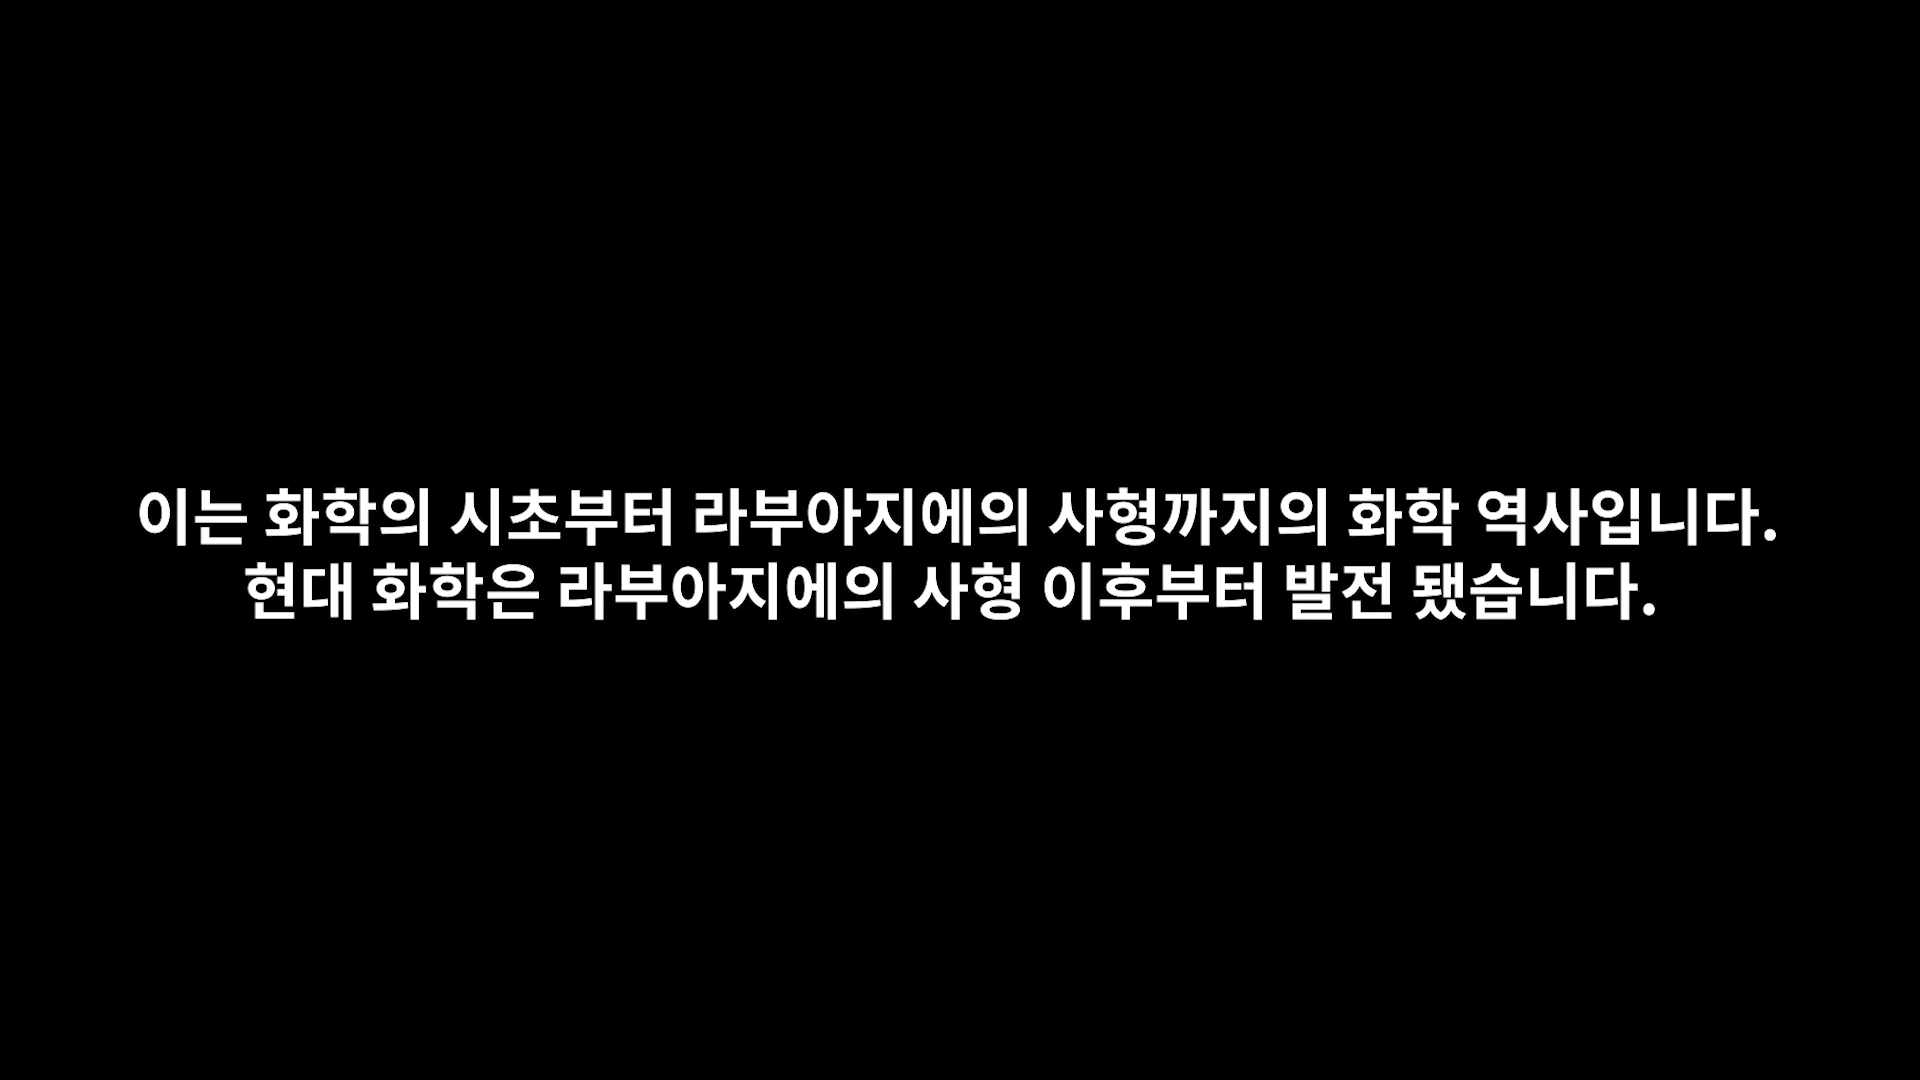 이는 화학의 시초부터 라부아지에의 사형까지의 화학 역사입니다.
현대 화학은 라부아지에의 사형 이후부터 발전 됐습니다.